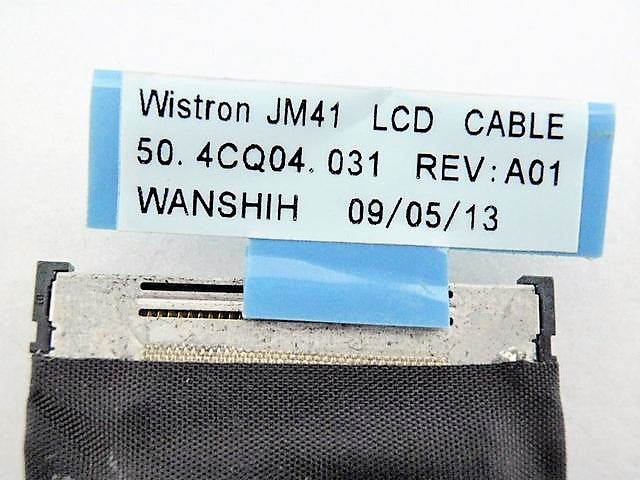 Wistron JM41 LCD CABLE
50.4CQ04.031 REV:A01
WANSHIH 09/05/13